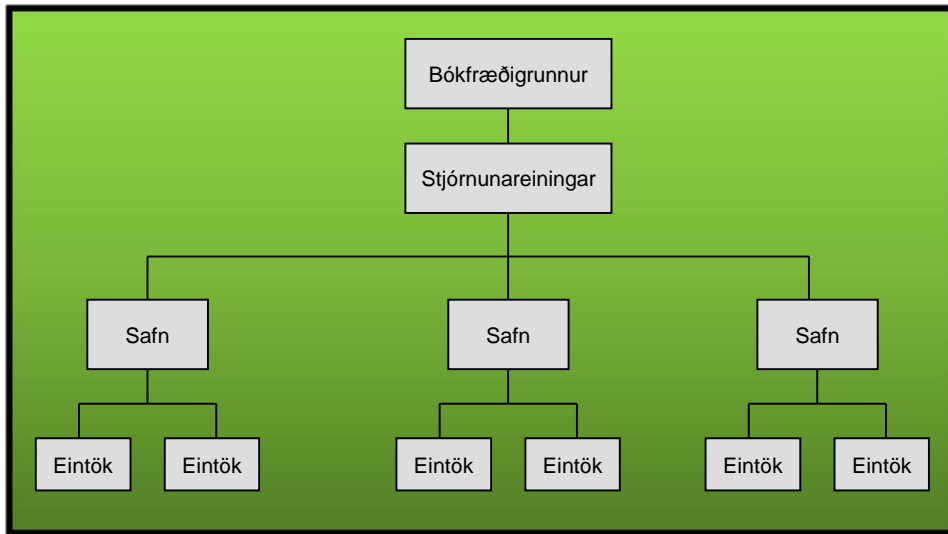 Bókfræðigrunnur
Stjórnunareiningar
Safn
Safn
Safn
Eintök
Eintök
Eintök
Eintök
Eintök
Eintök